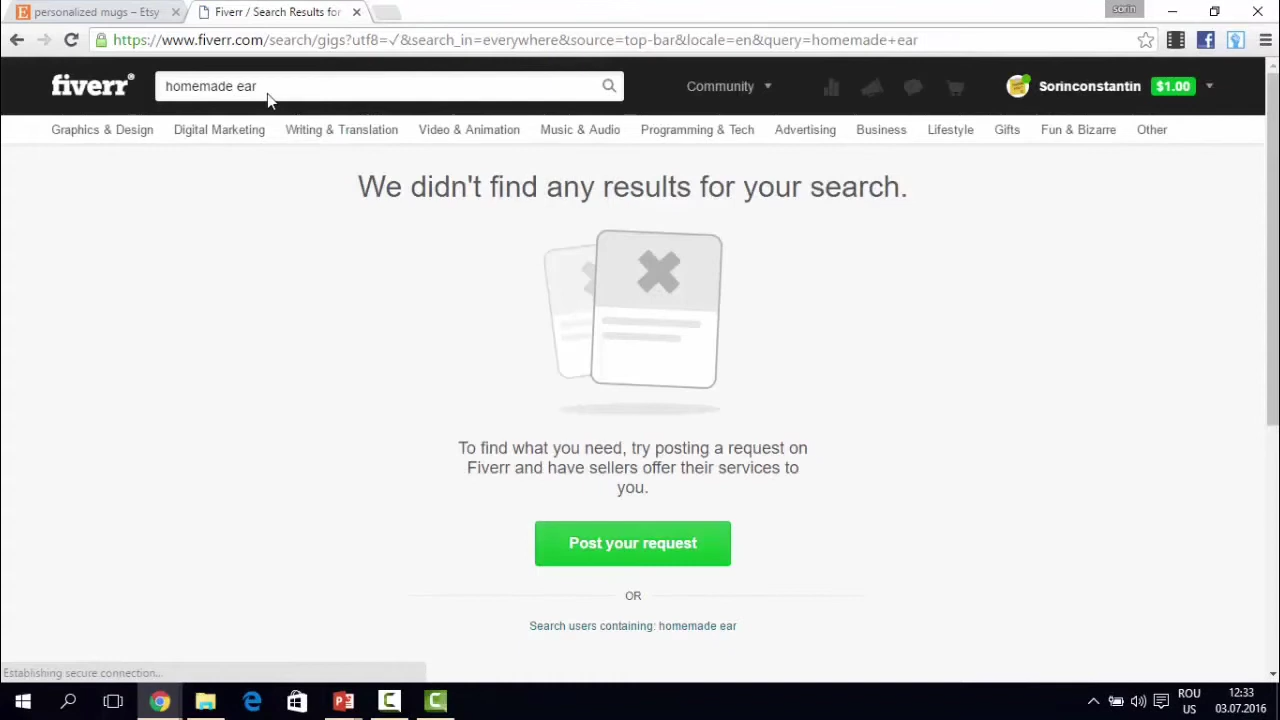 personalized mugs – Etsy
Fiverr / Search Results for
sorin
https://www.fiverr.com/search/gigs?utf8=✓&search_in=everywhere&source=top-bar&locale=en&query=homemade+ear
fiverr®
homemade ear
Community
Sorinconstantin
$1.00
Graphics & Design
Digital Marketing
Writing & Translation
Video & Animation
Music & Audio
Programming & Tech
Advertising
Business
Lifestyle
Gifts
Fun & Bizarre
Other
We didn't find any results for your search.
To find what you need, try posting a request on
Fiverr and have sellers offer their services to
you.
Post your request
OR
Search users containing: homemade ear
Establishing secure connection...
ROU
US
12:33
03.07.2016